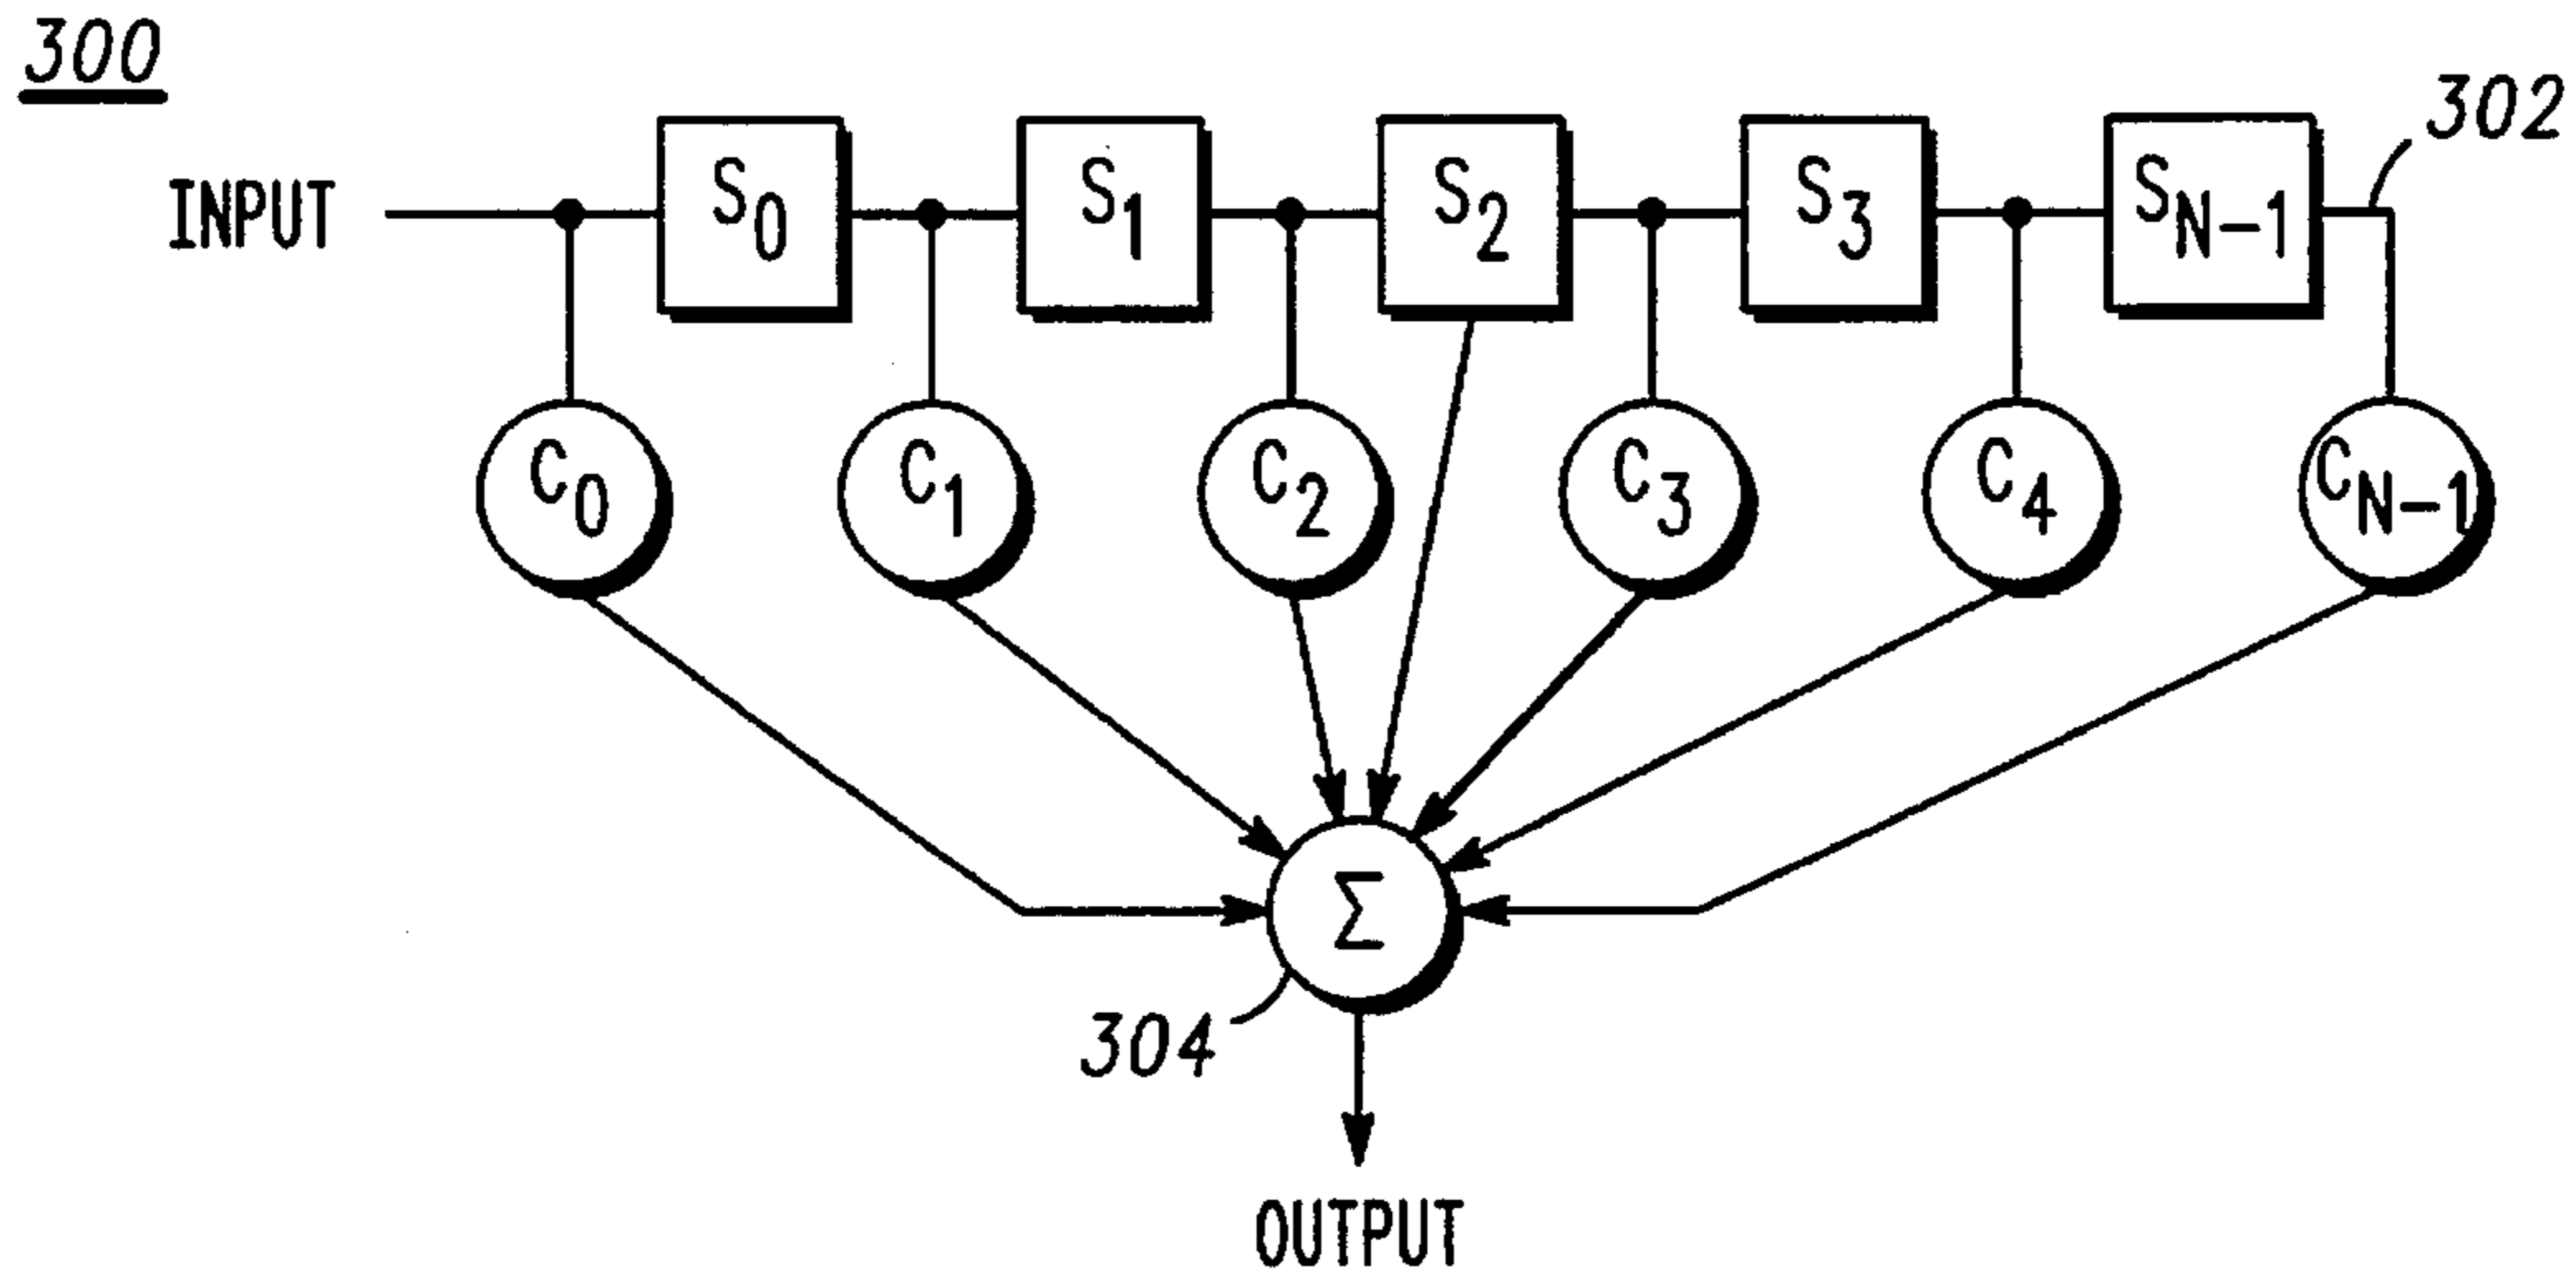 300
302
INPUT
S0
S1
S2
S3
SN-1
C0
C1
C2
C3
C4
CN-1
Σ
304
OUTPUT